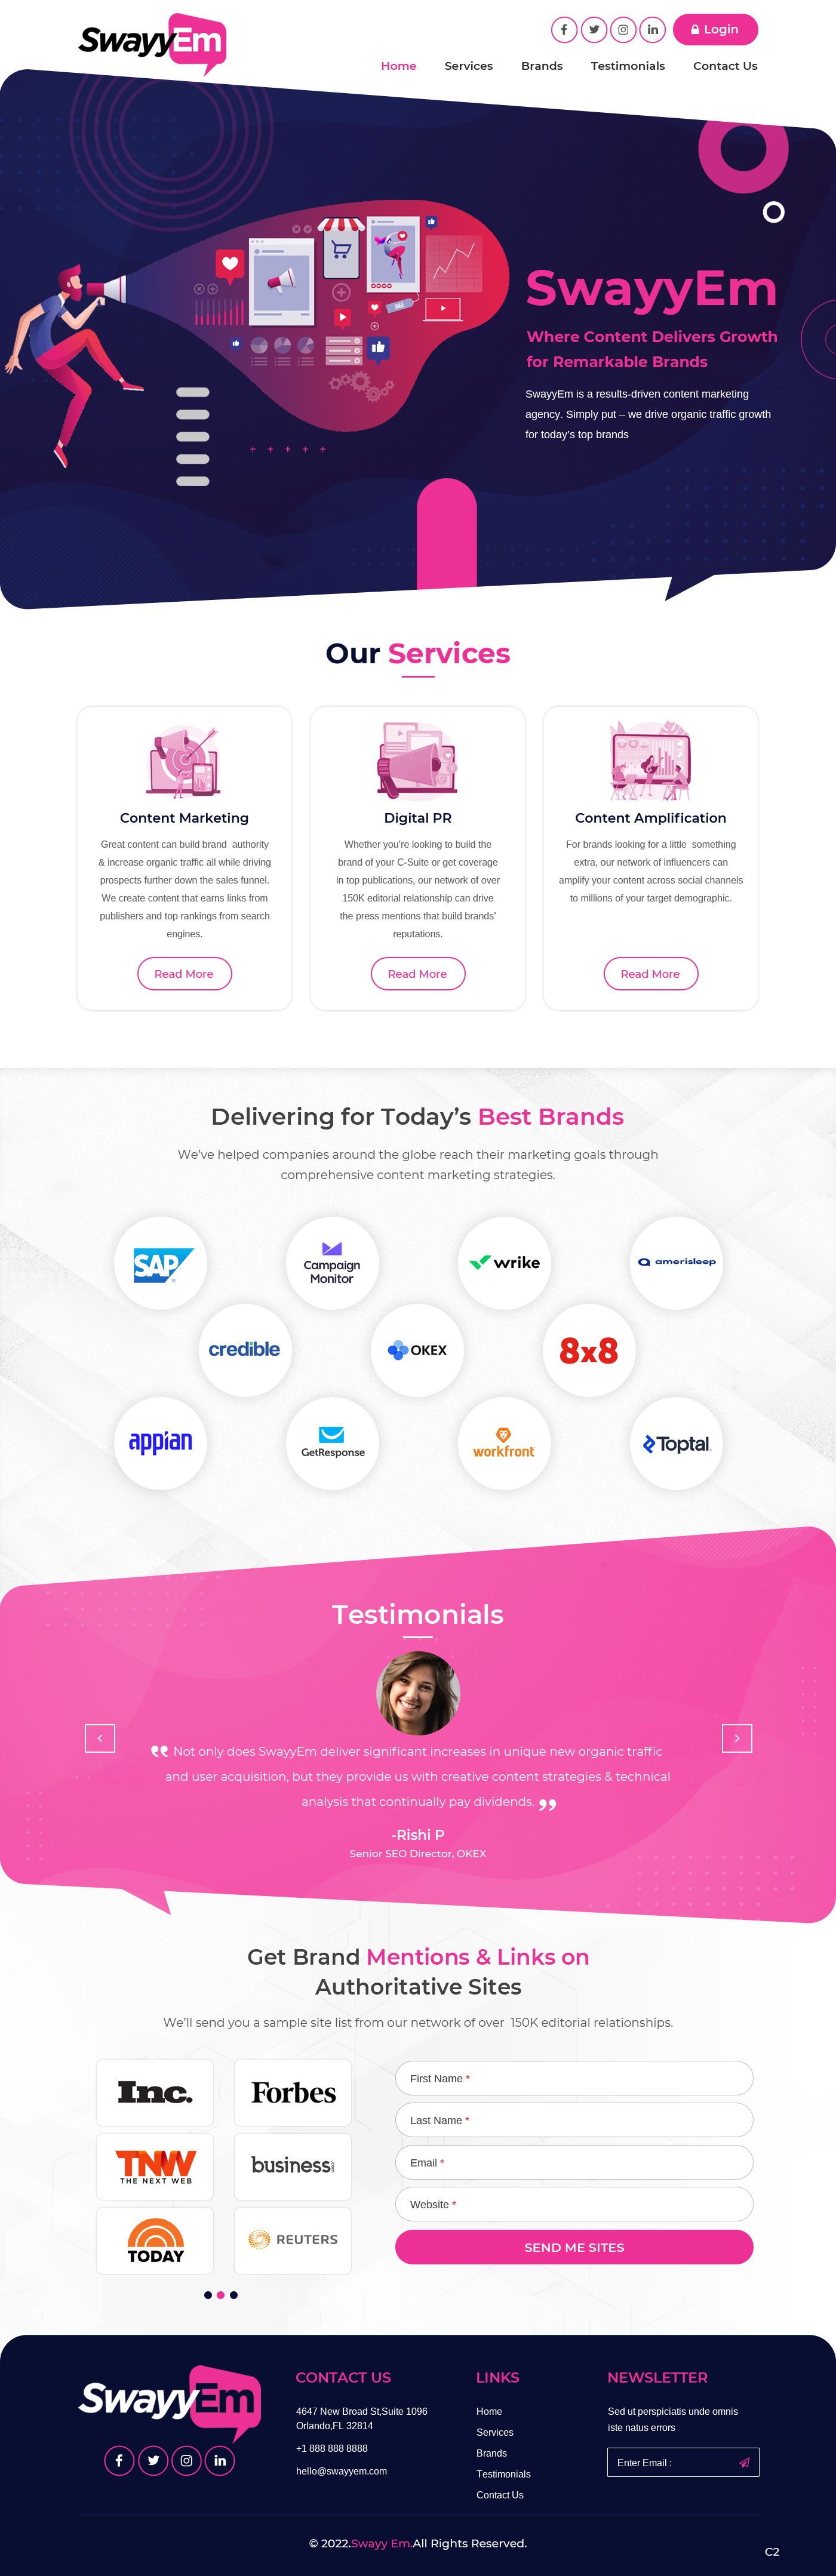 SwayyEm
Login
Home Services Brands Testimonials Contact Us
SALE
SwayyEm
Where Content Delivers Growth
for Remarkable Brands
SwayyEm is a results-driven content marketing
agency. Simply put – we drive organic traffic growth
for today's top brands
Our Services
Content Marketing
Great content can build brand  authority
& increase organic traffic all while driving
prospects further down the sales funnel.
We create content that earns links from
publishers and top rankings from search
engines.
Read More
Digital PR
Whether you're looking to build the
brand of your C-Suite or get coverage
in top publications, our network of over
150K editorial relationship can drive
the press mentions that build brands'
reputations.
Read More
Content Amplification
For brands looking for a little  something
extra, our network of influencers can
amplify your content across social channels
to millions of your target demographic.
Read More
Delivering for Today's Best Brands
We've helped companies around the globe reach their marketing goals through
comprehensive content marketing strategies.
SAP
Campaign
Monitor
wrike
amerisleep
credible
OKEX
8x8
appian
GetResponse
workfront
Toptal
Testimonials
Not only does SwayyEm deliver significant increases in unique new organic traffic
and user acquisition, but they provide us with creative content strategies & technical
analysis that continually pay dividends.
-Rishi P
Senior SEO Director, OKEX
Get Brand Mentions & Links on
Authoritative Sites
We'll send you a sample site list from our network of over  150K editorial relationships.
Inc.
Forbes
TNW
THE NEXT WEB
business
TODAY
REUTERS
First Name *
Last Name *
Email *
Website *
SEND ME SITES
SwayyEm
CONTACT US
4647 New Broad St,Suite 1096
Orlando,FL 32814
+1 888 888 8888
hello@swayyem.com
LINKS
Home
Services
Brands
Testimonials
Contact Us
NEWSLETTER
Sed ut perspiciatis unde omnis
iste natus errors
Enter Email :
© 2022.Swayy Em.All Rights Reserved.
C2